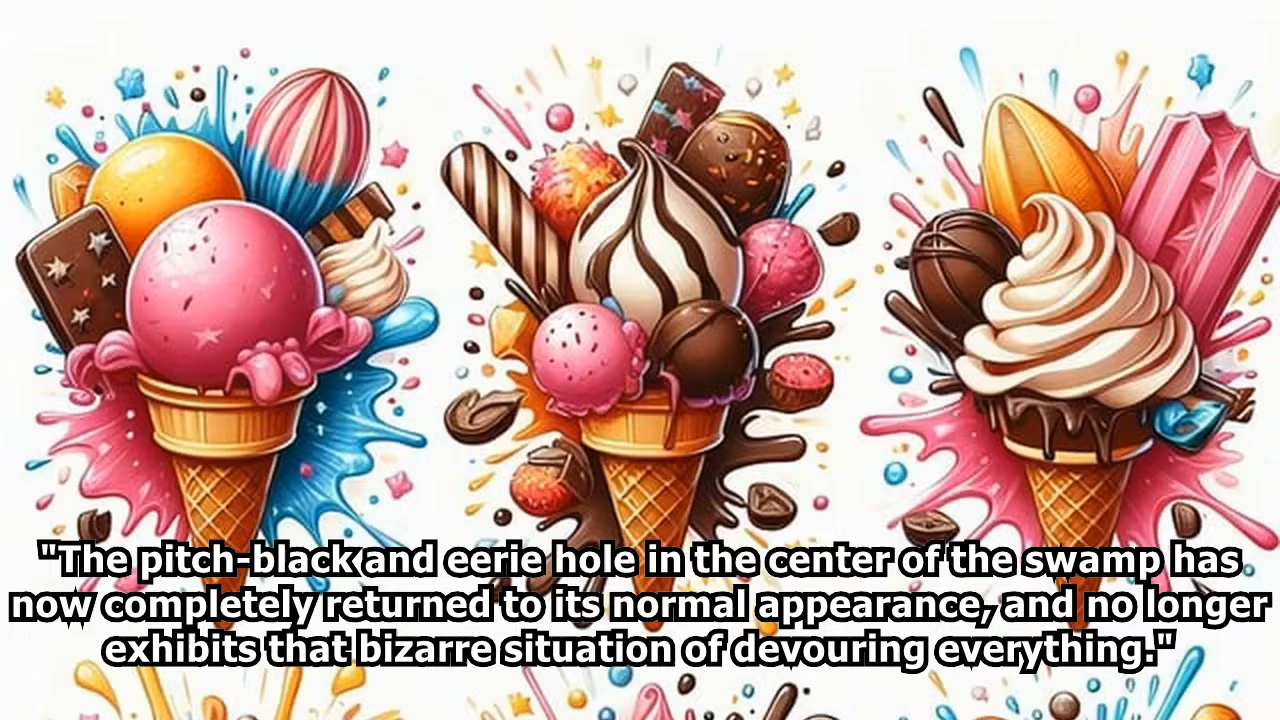 "The pitch-black and eerie hole in the center of the swamp has
now completely returned to its normal appearance, and no longer
exhibits that bizarre situation of devouring everything."